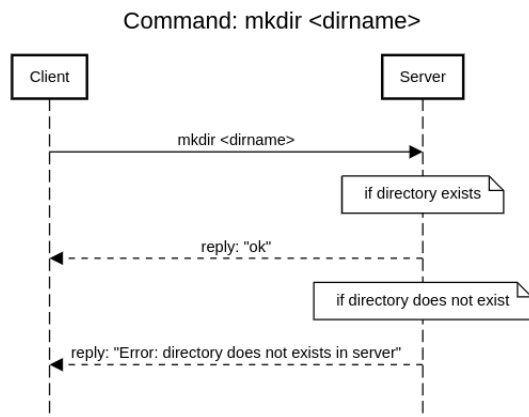 Command: mkdir <dirname>
Client
Server
mkdir <dirname>
if directory exists
reply: "ok"
if directory does not exist
reply: "Error: directory does not exists in server"